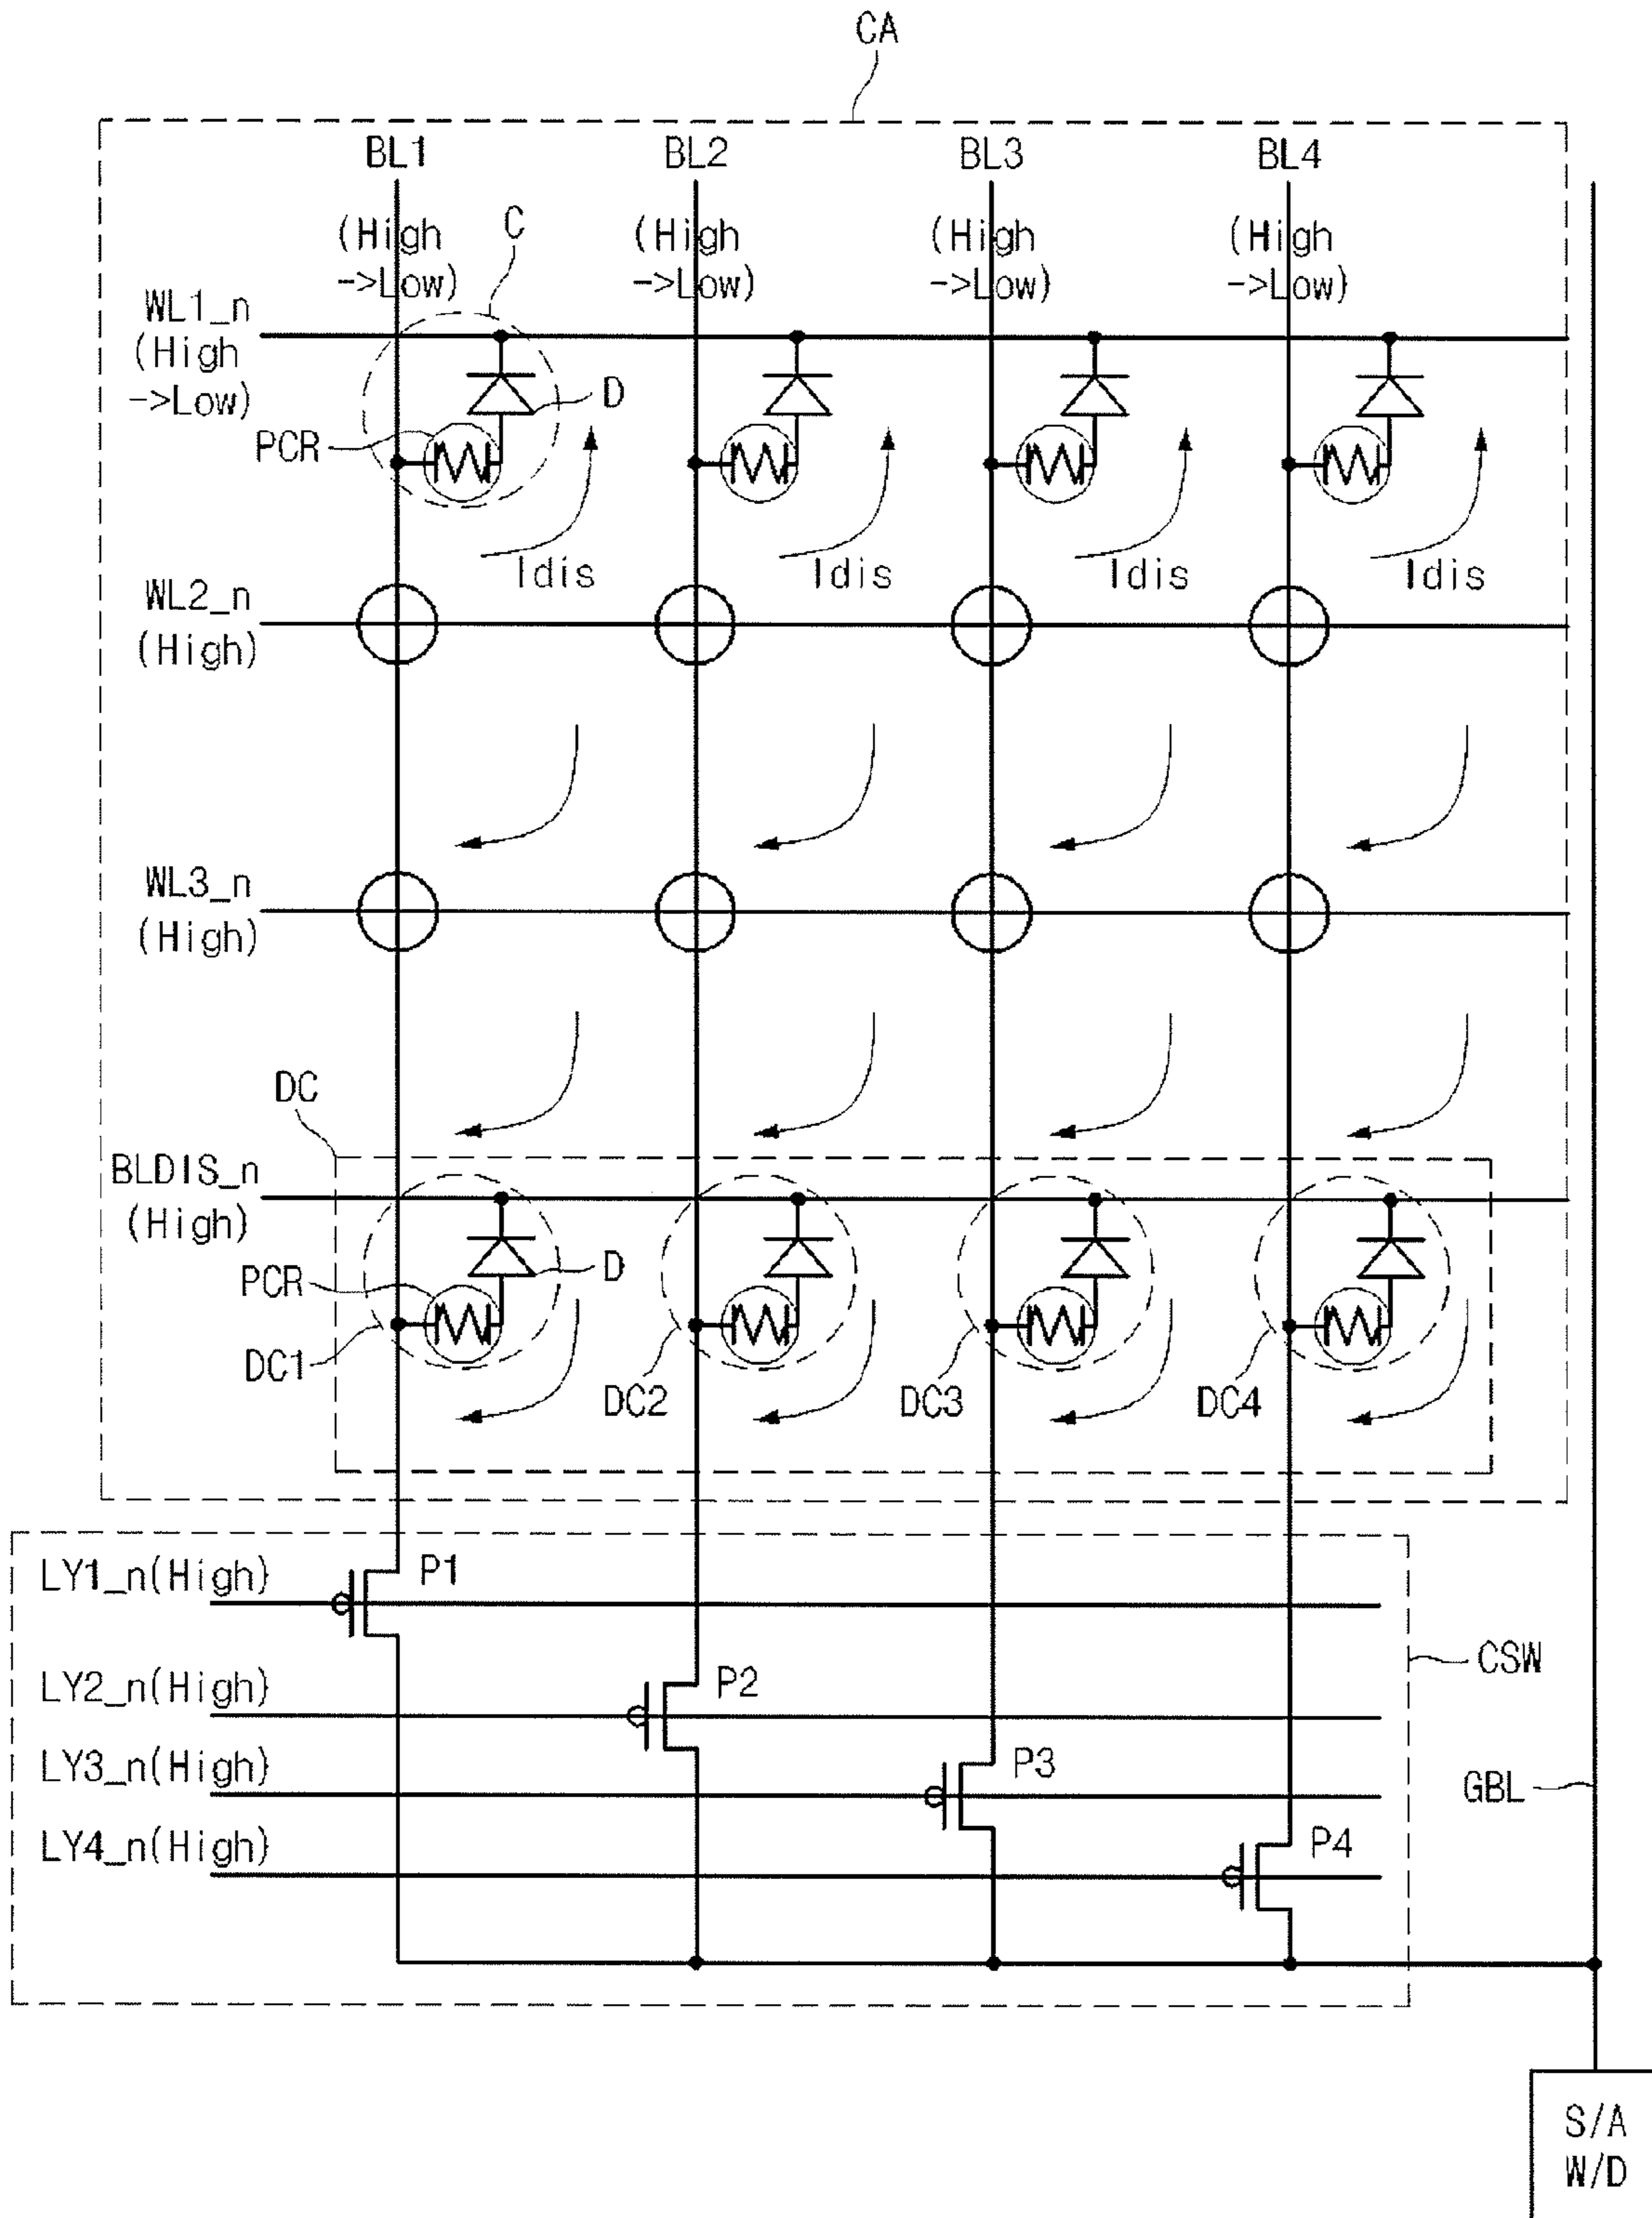 CA
BL1 BL2 BL3 BL4
(High (High (High (High
->Low) ->Low) ->Low) ->Low)
C
WL1_n
(High
->Low)
D
PCR
Idis Idis Idis Idis
WL2_n
(High)
WL3_n
(High)
DC
BLDIS_n
(High)
D
PCR
DC1 DC2 DC3 DC4
LY1_n(High) P1
CSW
LY2_n(High) P2
LY3_n(High) P3
GBL
LY4_n(High) P4
S/A
W/D